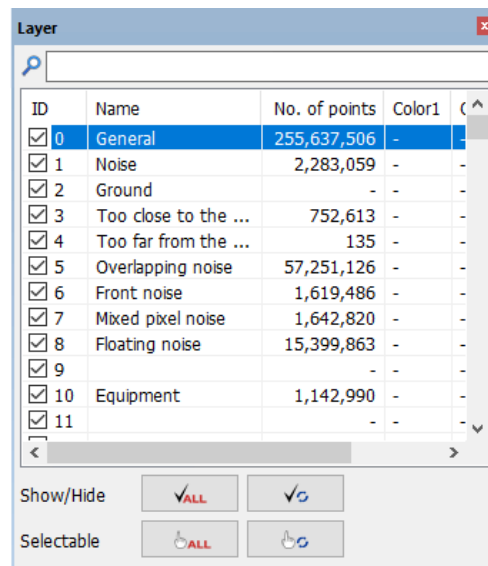 Layer
ID Name No. of points Color1
0 General 255,637,506 - -
1 Noise 2,283,059 - -
2 Ground - - -
3 Too close to the ... 752,613 - -
4 Too far from the ... 135 - -
5 Overlapping noise 57,251,126 - -
6 Front noise 1,619,486 - -
7 Mixed pixel noise 1,642,820 - -
8 Floating noise 15,399,863 - -
9 - - -
10 Equipment 1,142,990 - -
11 - - -
Show/Hide ALL
Selectable ALL